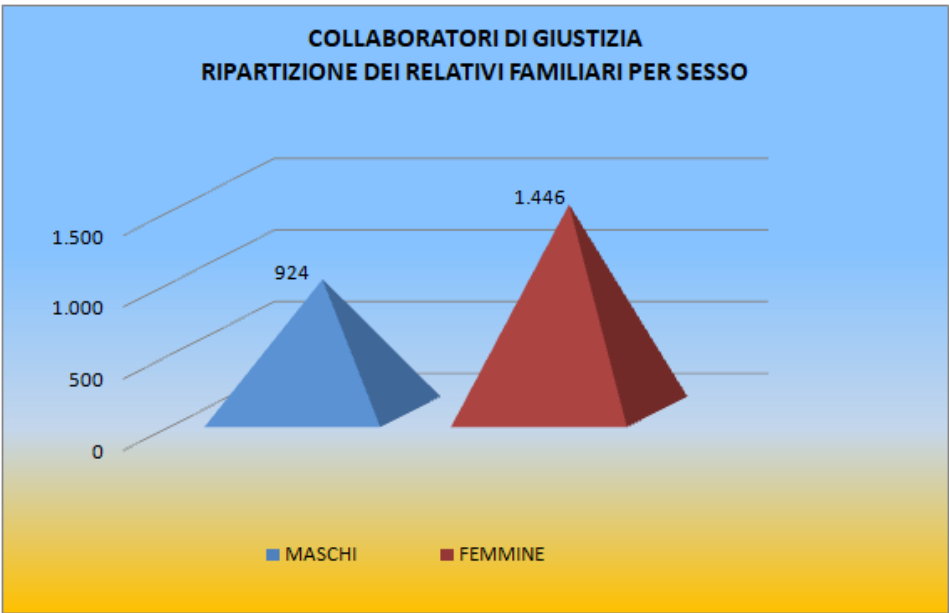 COLLABORATORI DI GIUSTIZIA
RIPARTIZIONE DEI RELATIVI FAMILIARI PER SESSO
1.446
1.500
924
1.000
500
0
MASCHI
FEMMINE